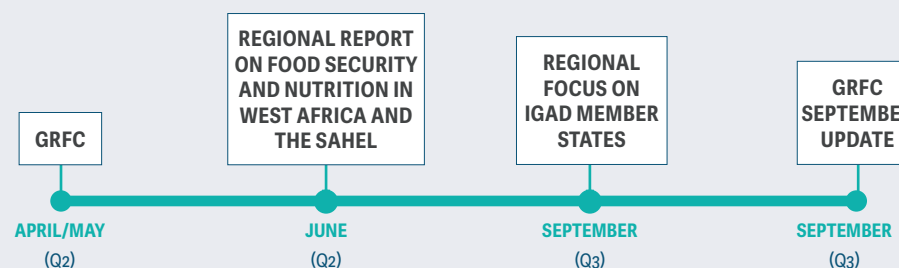 GRFC
REGIONAL REPORT
ON FOOD SECURITY
AND NUTRITION IN
WEST AFRICA AND
THE SAHEL
REGIONAL
FOCUS ON
IGAD MEMBER
STATES
GRFC
SEPTEMBE
UPDATE
APRIL/MAY
(Q2)
JUNE
(Q2)
SEPTEMBER
(Q3)
SEPTEMBER
(Q3)